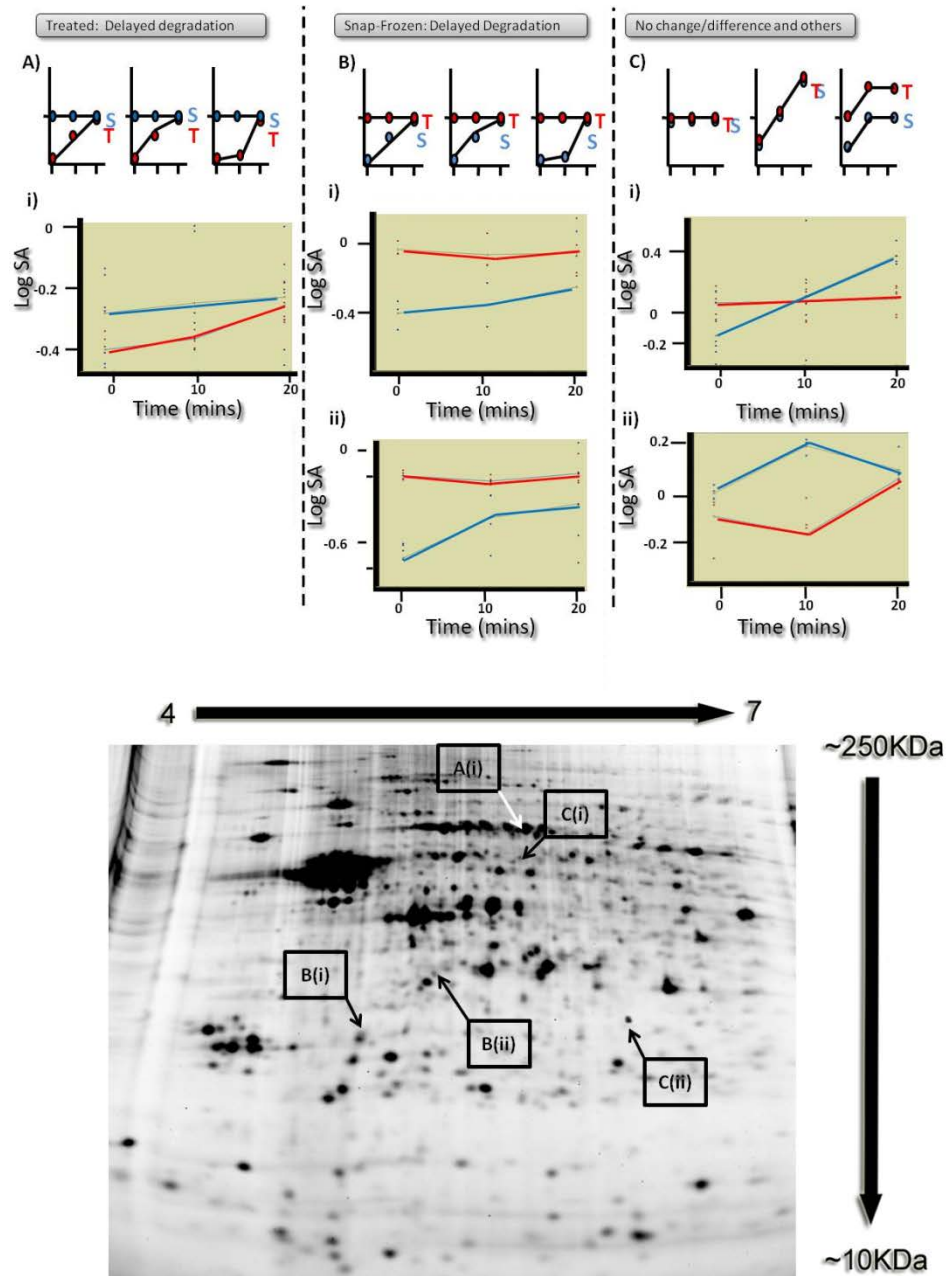 Treated: Delayed degradation
Snap-Frozen: Delayed Degradation
No change/difference and others
A)
S
T
S
T
S
T
B)
T
S
T
S
T
S
C)
TS
TS
T
S
i)
Log SA
0
-0.2
-0.4
0
10
20
Time (mins)
i)
Log SA
0
-0.4
0
10
20
Time (mins)
i)
Log SA
0.4
0
-0.2
0
10
20
Time (mins)
ii)
Log SA
0
-0.6
0
10
20
Time (mins)
ii)
Log SA
0.2
0
-0.2
0
10
20
Time (mins)
4
7
~250KDa
A(i)
C(i)
B(i)
B(ii)
C(ii)
~10KDa